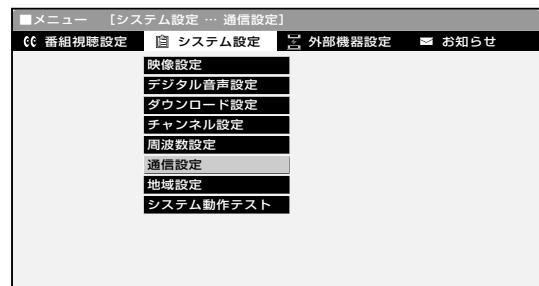 ■メニュー [システム設定 … 通信設定]
番組視聴設定 システム設定 外部機器設定 お知らせ
映像設定
デジタル音声設定
ダウンロード設定
チャンネル設定
周波数設定
通信設定
地域設定
システム動作テスト